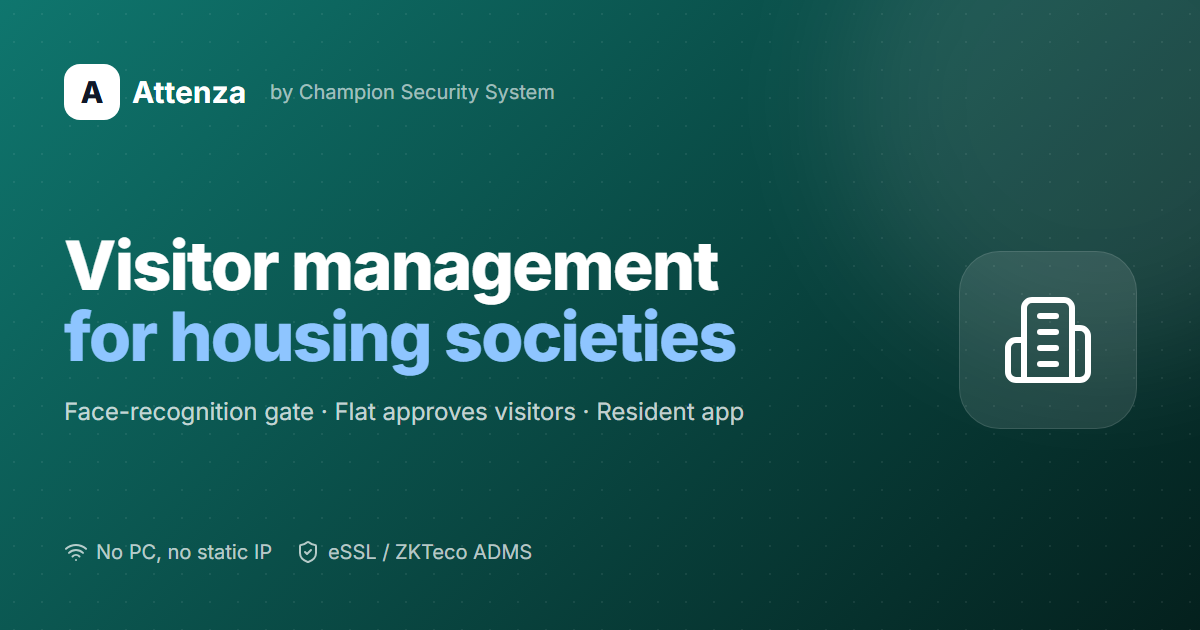 A Attenza by Champion Security System
Visitor management
for housing societies
Face-recognition gate · Flat approves visitors · Resident app
No PC, no static IP eSSL / ZKTeco ADMS